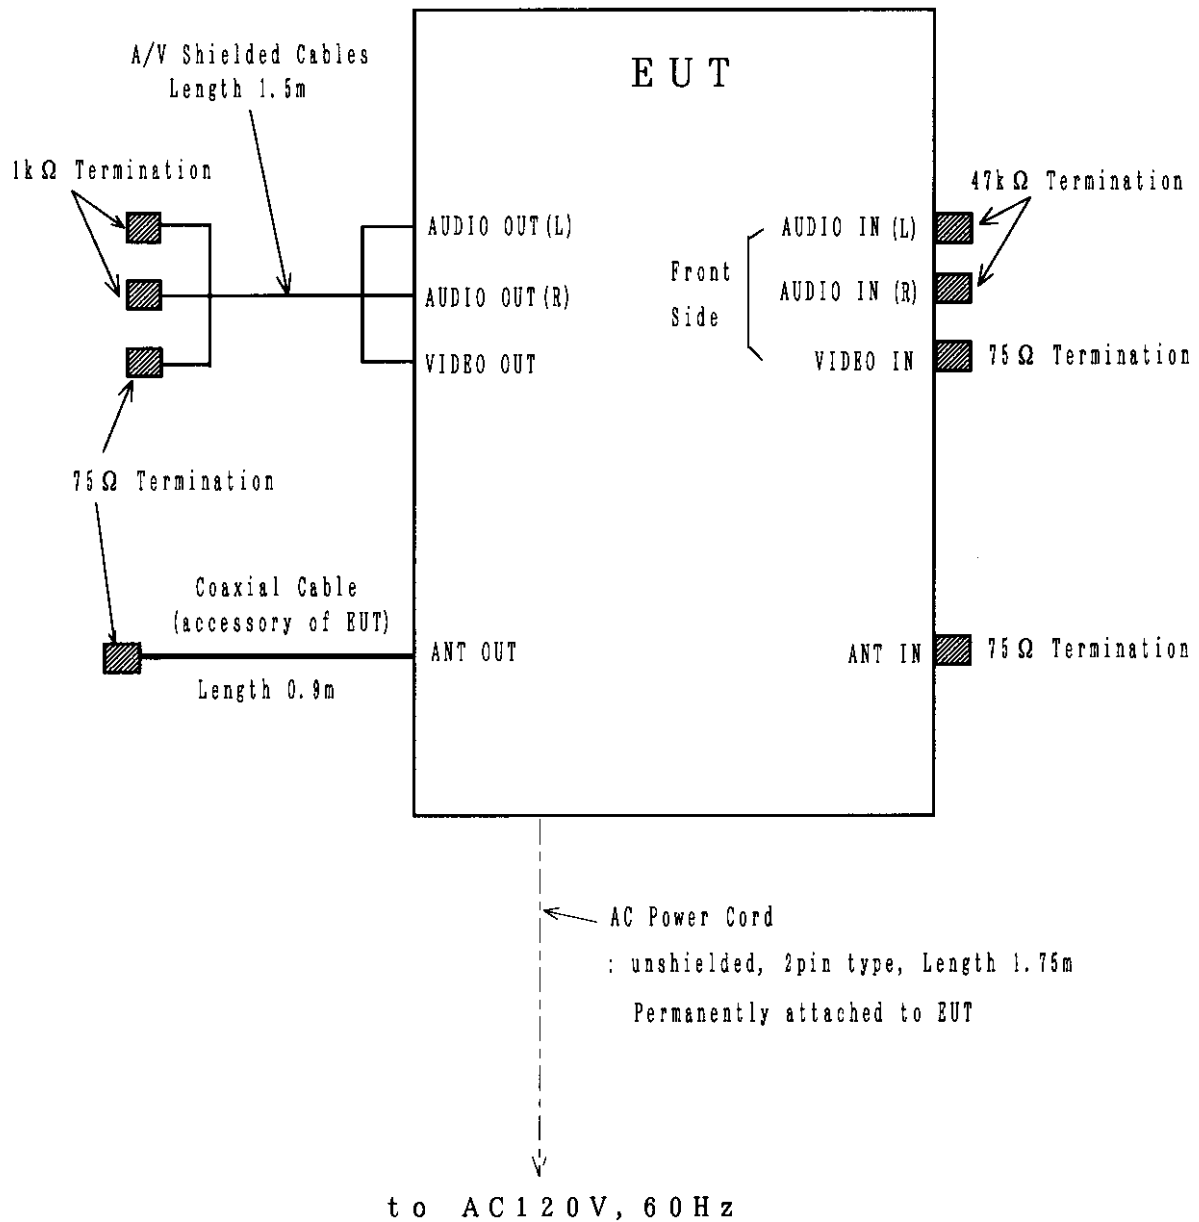 EUT
A/V Shielded Cables
Length 1.5m
1kΩ Termination
47kΩ Termination
AUDIO OUT(L)
AUDIO IN (L)
Front
Side
AUDIO OUT(R)
AUDIO IN (R)
VIDEO OUT
VIDEO IN
75Ω Termination
75Ω Termination
Coaxial Cable
(accessory of EUT)
ANT OUT
ANT IN
75Ω Termination
Length 0.9m
AC Power Cord
: unshielded, 2pin type, Length 1.75m
Permanently attached to EUT
to AC120V, 60Hz